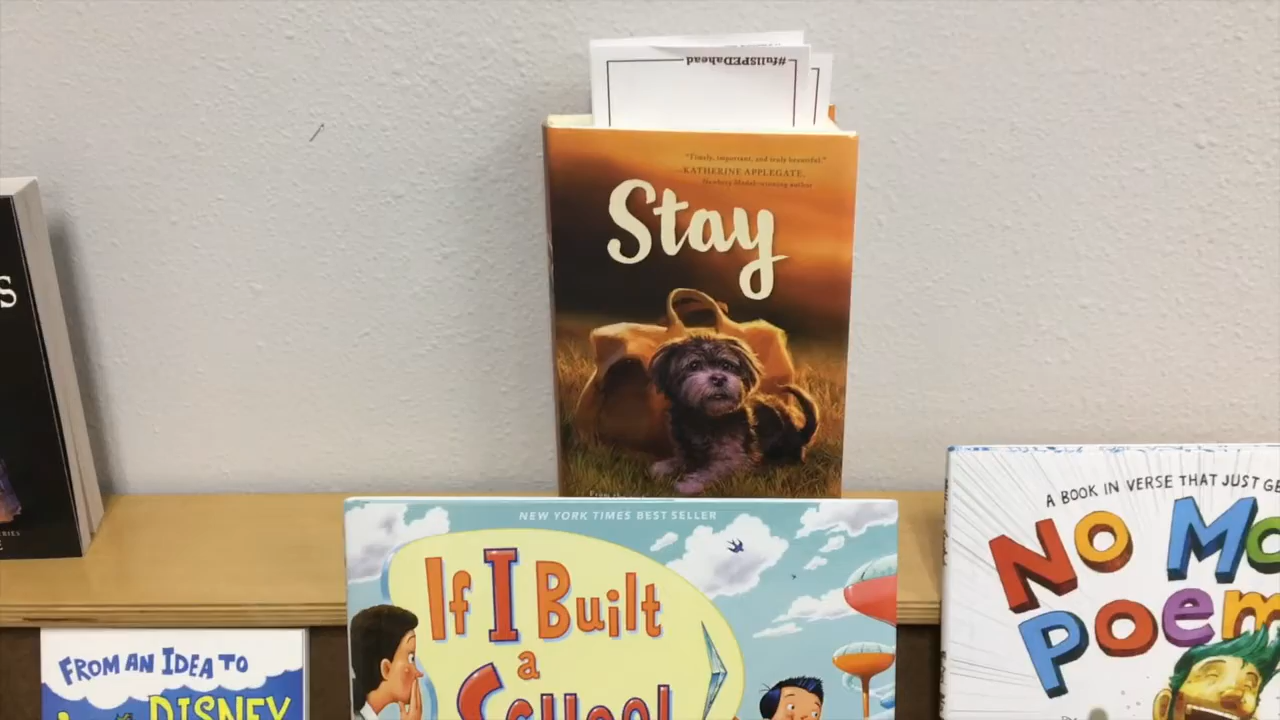 #fullSPEDahead
"Timely, important, and truly beautiful."
—KATHERINE APPLEGATE,
Newbery Medal–winning author
Stay
S
NEW YORK TIMES BEST SELLER
If I Built
a
School
A BOOK IN VERSE THAT JUST GE
NO MO
POEM
FROM AN IDEA TO
DISNEY